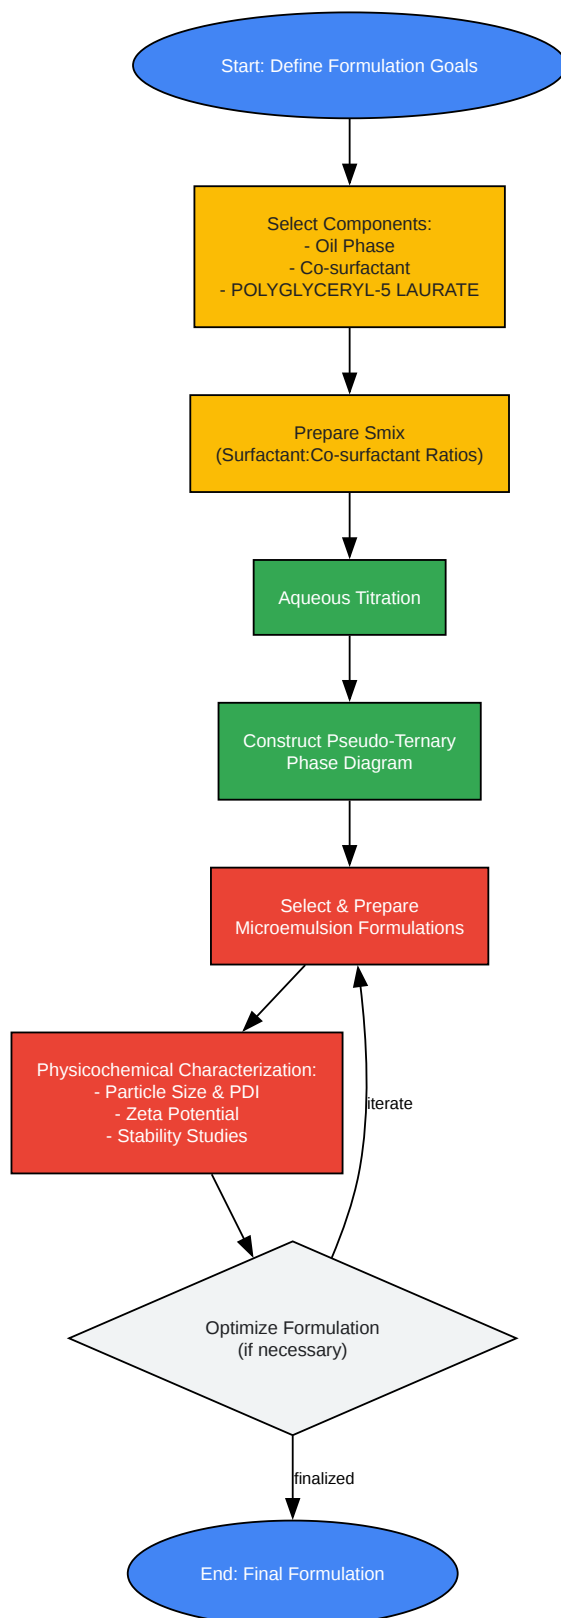 Start: Define Formulation Goals
Select Components:
- Oil Phase
- Co-surfactant
- POLYGLYCERYL-5 LAURATE
Prepare Smix
(Surfactant:Co-surfactant Ratios)
Aqueous Titration
Construct Pseudo-Ternary
Phase Diagram
Select & Prepare
Microemulsion Formulations
Physicochemical Characterization:
- Particle Size & PDI
- Zeta Potential
- Stability Studies
iterate
Optimize Formulation
(if necessary)
finalized
End: Final Formulation